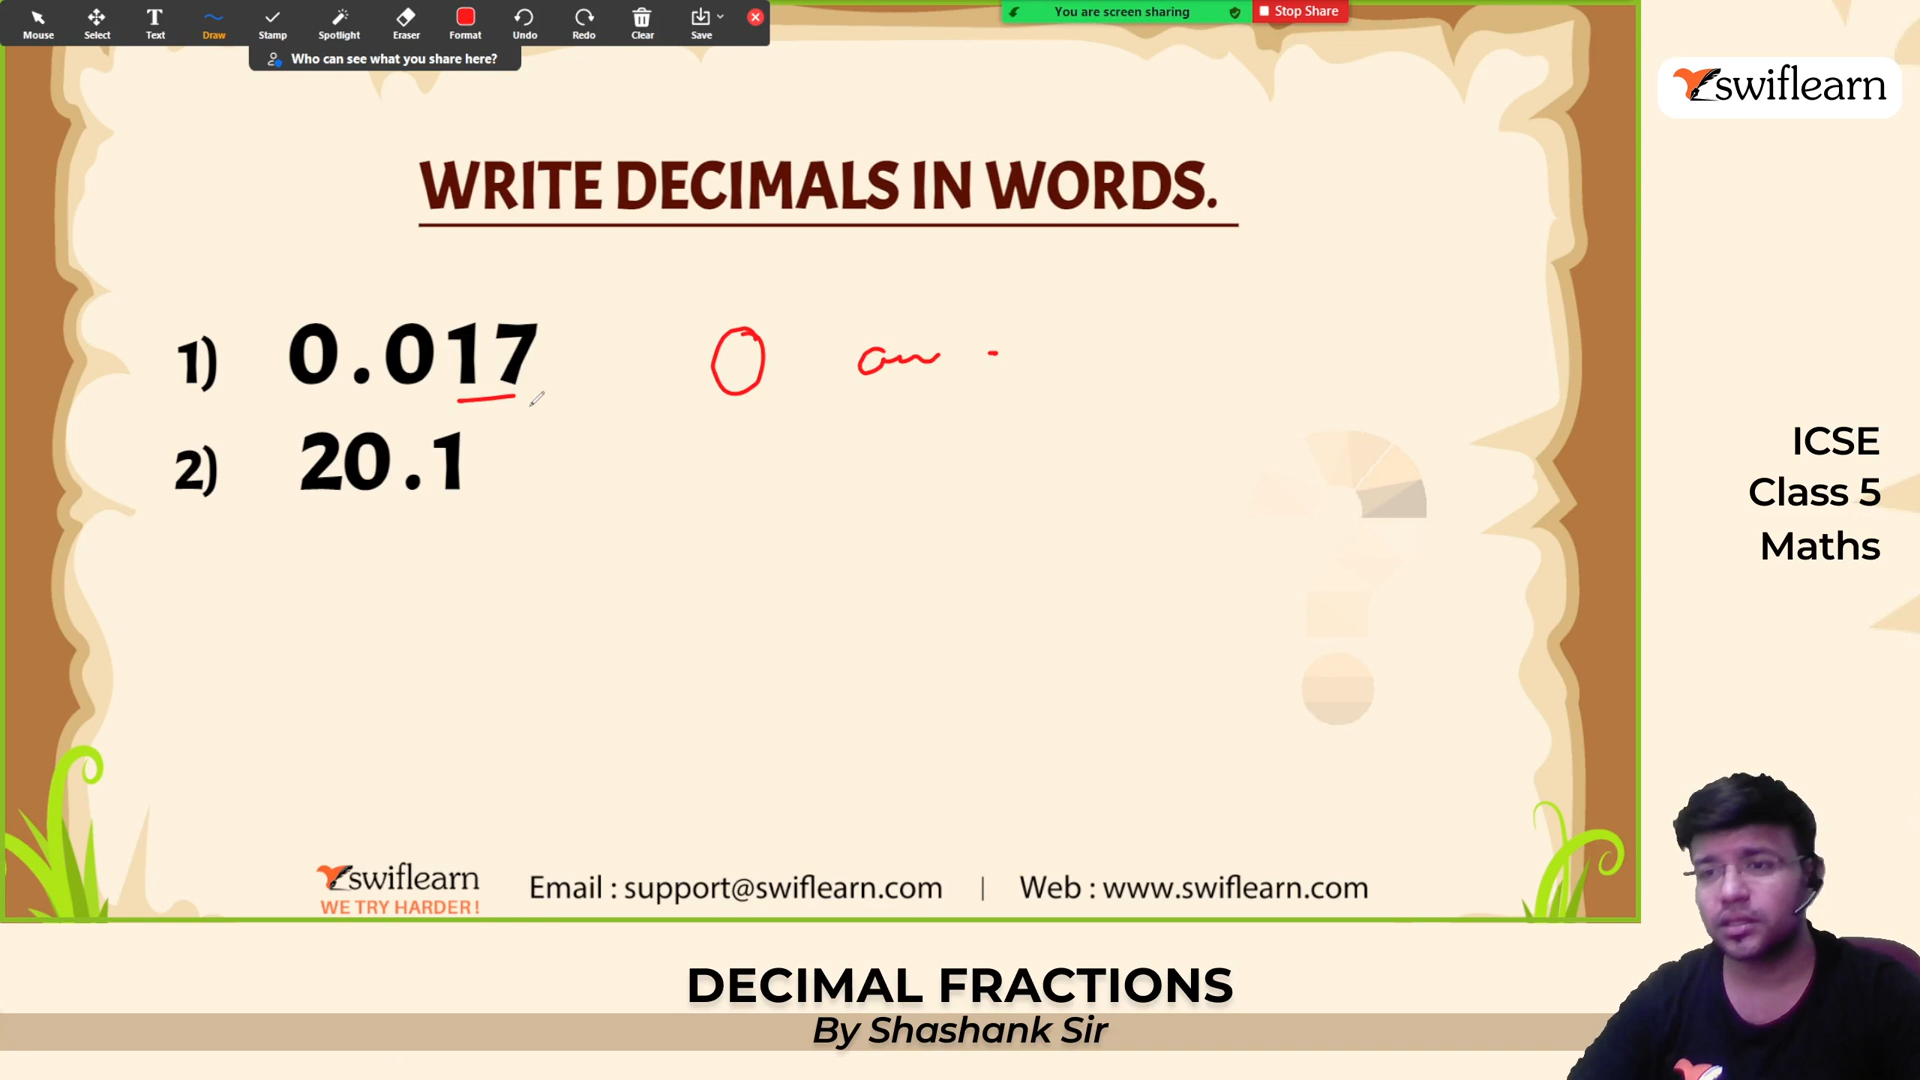 Mouse Select Text Draw Stamp Spotlight Eraser Format Undo Redo Clear Save
You are screen sharing Stop Share
Who can see what you share here?
swiflearn
WRITE DECIMALS IN WORDS.
1) 0.017 0
2) 20.1
ICSE
Class 5
Maths
swiflearn
WE TRY HARDER!
Email : support@swiflearn.com | Web : www.swiflearn.com
DECIMAL FRACTIONS
By Shashank Sir